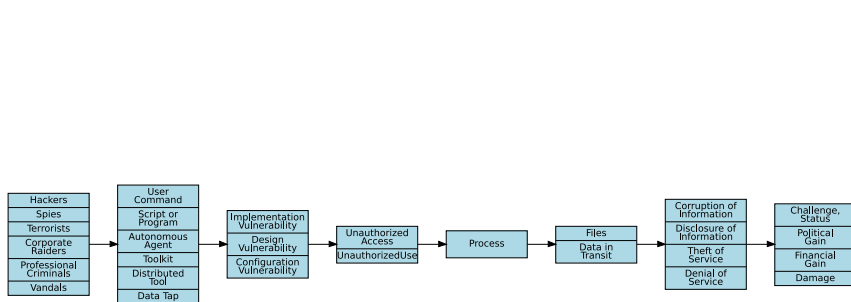 Hackers
Spies
Terrorists
Corporate
Raiders
Professional
Criminals
Vandals
User
Command
Script or
Program
Autonomous
Agent
Toolkit
Distributed
Tool
Data Tap
Implementation
Vulnerability
Design
Vulnerability
Configuration
Vulnerability
Unauthorized
Access
UnauthorizedUse
Process
Files
Data in
Transit
Corruption of
Information
Disclosure of
Information
Theft of
Service
Denial of
Service
Challenge,
Status
Political
Gain
Financial
Gain
Damage